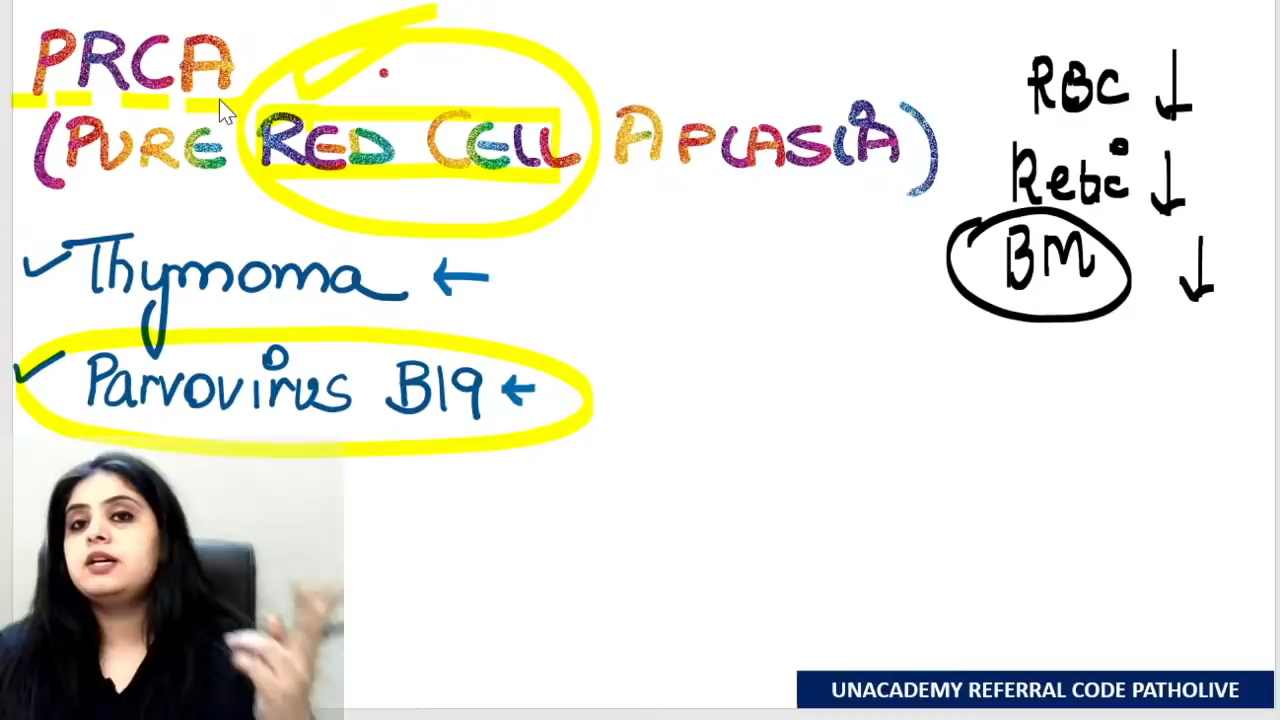 PRCA
(PURE RED CELL APLASIA)
✓ Thymoma ←
✓ Parvovirus B19 ←
RBC ↓
Retic ↓
BM ↓
UNACADEMY REFERRAL CODE PATHOLIVE